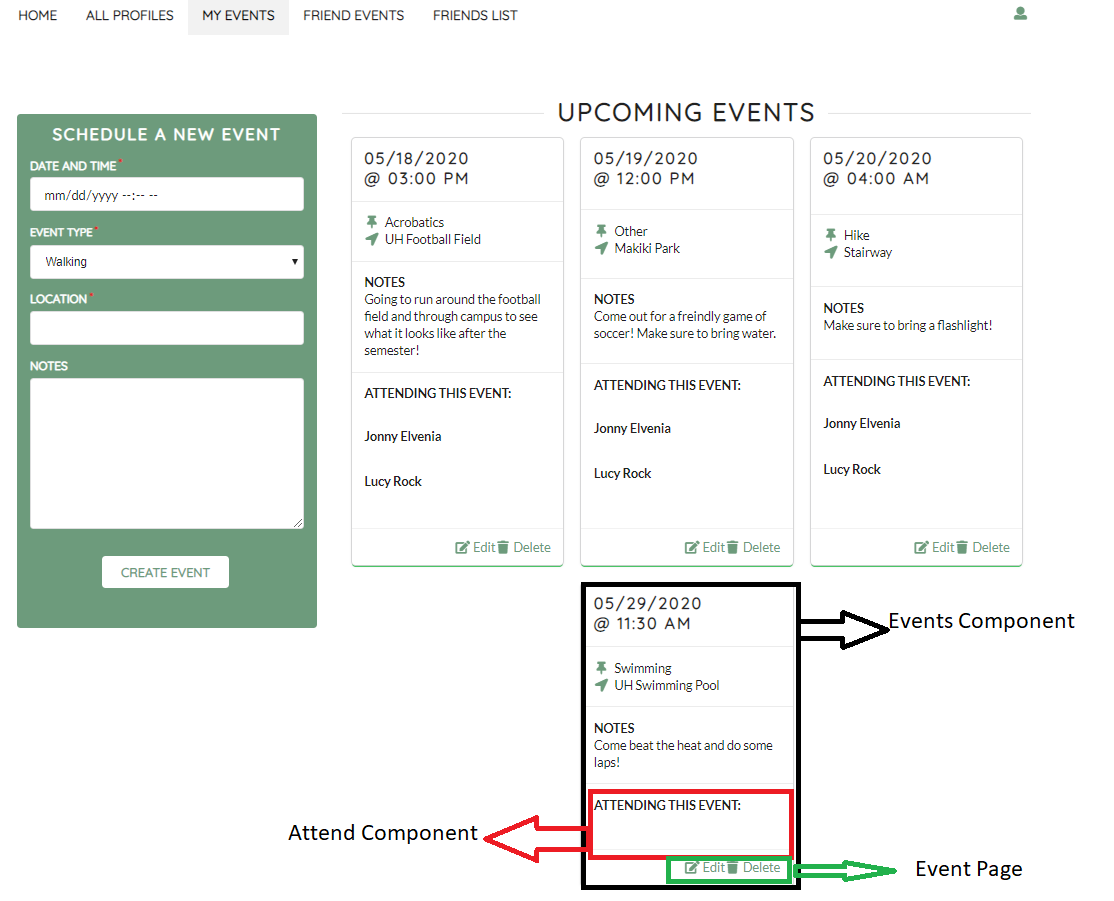 HOME ALL PROFILES MY EVENTS FRIEND EVENTS FRIENDS LIST
SCHEDULE A NEW EVENT
DATE AND TIME*
mm/dd/yyyy --:-- --
EVENT TYPE*
Walking
LOCATION*
NOTES
CREATE EVENT
UPCOMING EVENTS
05/18/2020
@ 03:00 PM
Acrobatics
UH Football Field
NOTES
Going to run around the football
field and through campus to see
what it looks like after the
semester!
ATTENDING THIS EVENT:
Jonny Elvenia
Lucy Rock
Edit Delete
05/19/2020
@ 12:00 PM
Other
Makiki Park
NOTES
Come out for a freindly game of
soccer! Make sure to bring water.
ATTENDING THIS EVENT:
Jonny Elvenia
Lucy Rock
Edit Delete
05/20/2020
@ 04:00 AM
Hike
Stairway
NOTES
Make sure to bring a flashlight!
ATTENDING THIS EVENT:
Jonny Elvenia
Lucy Rock
Edit Delete
05/29/2020
@ 11:30 AM
Swimming
UH Swimming Pool
NOTES
Come beat the heat and do some
laps!
ATTENDING THIS EVENT:
Edit Delete
Events Component
Attend Component
Event Page